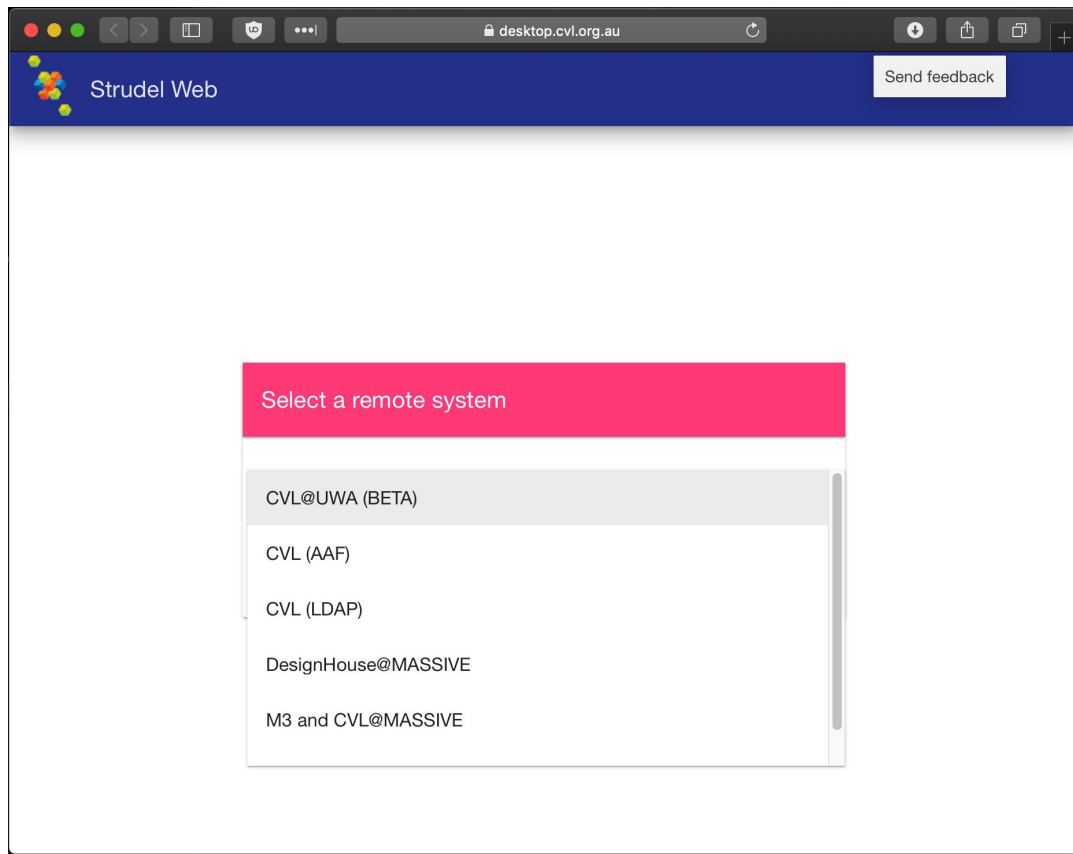 desktop.cvl.org.au
Strudel Web
Send feedback
Select a remote system
CVL@UWA (BETA)
CVL (AAF)
CVL (LDAP)
DesignHouse@MASSIVE
M3 and CVL@MASSIVE